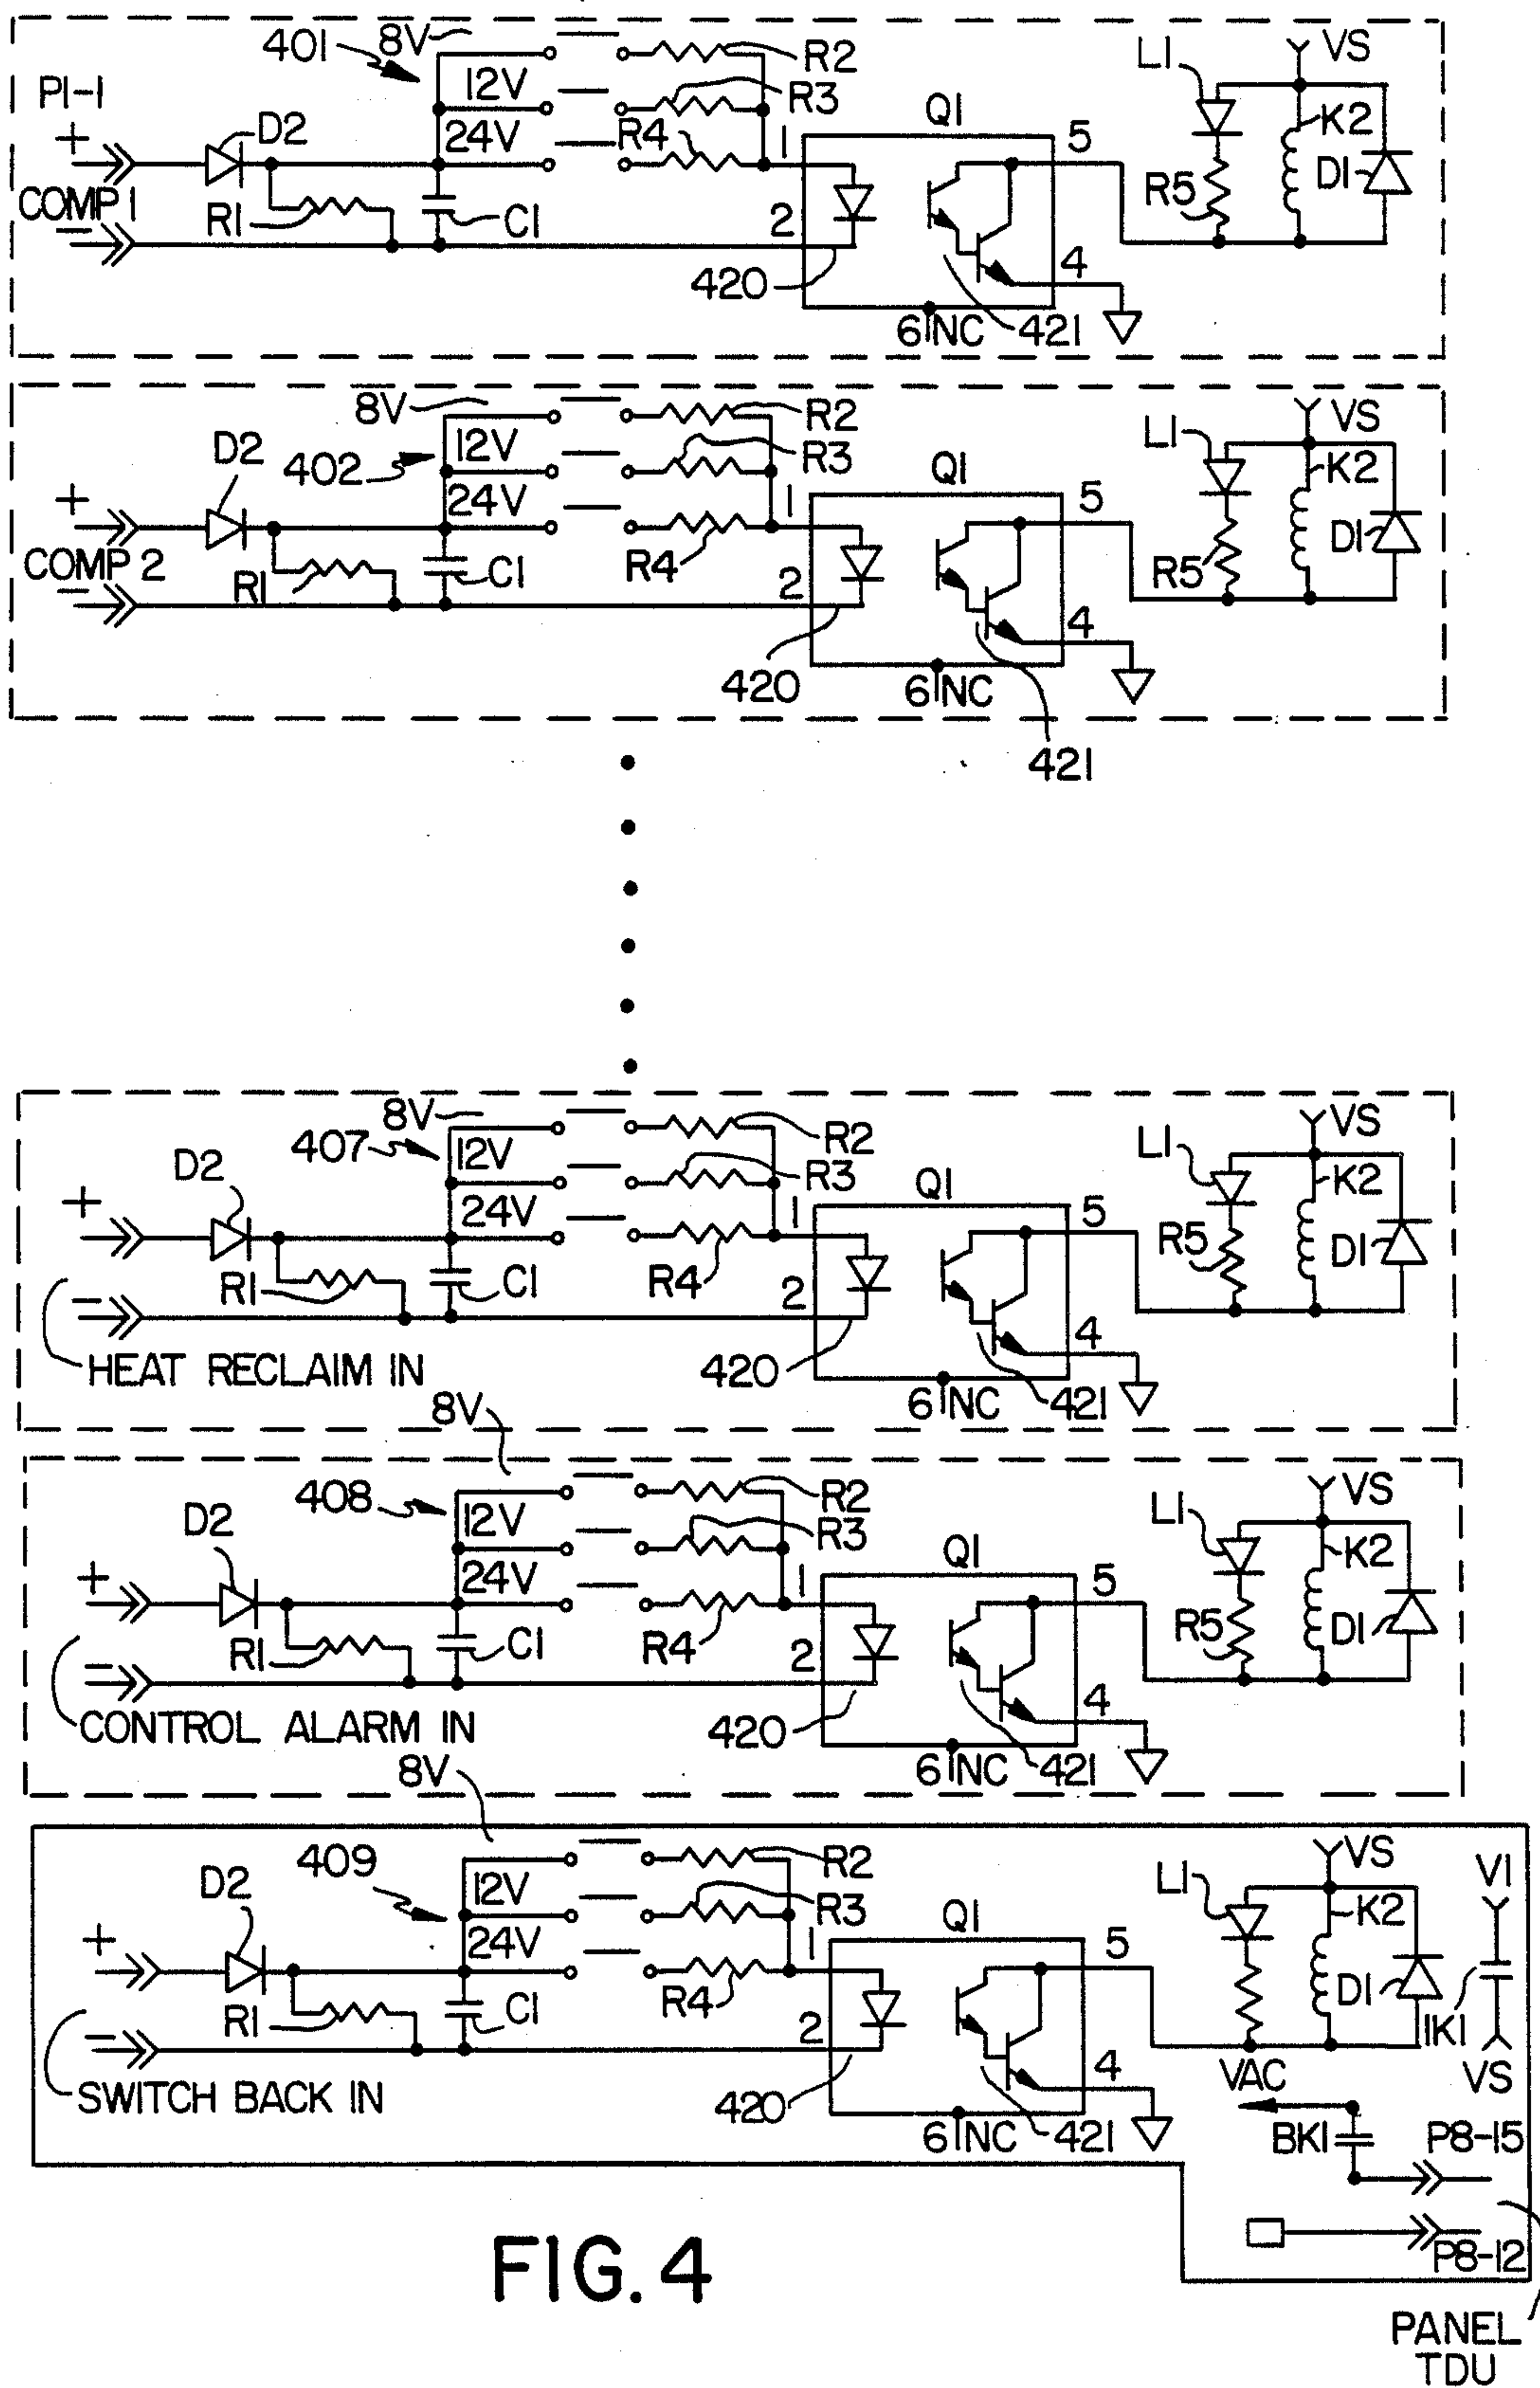 8V
401
R2
L1
VS
P1-1
12V
R3
Q1
K2
+
D2
24V
R4
1
5
R5
D1
COMP 1
R1
C1
2
4
−
420
6 NC
421
8V
R2
L1
VS
D2
402
12V
R3
Q1
K2
+
24V
1
5
D1
COMP 2
R1
C1
R4
2
R5
−
4
420
6 NC
421
8V
R2
L1
VS
407
12V
D2
R3
Q1
K2
+
24V
1
5
R5
D1
R1
C1
R4
2
−
4
HEAT RECLAIM IN
420
6 NC
421
8V
408
R2
L1
VS
D2
12V
R3
Q1
K2
+
24V
1
5
R5
D1
R1
C1
R4
2
−
4
CONTROL ALARM IN
420
6 NC
421
8V
409
R2
L1
VS
V1
D2
12V
R3
Q1
K2
+
24V
1
5
R1
C1
R4
2
D1
1K1
−
4
VAC
VS
SWITCH BACK IN
420
6 NC
421
BK1
P8-15
P8-12
FIG. 4
PANEL
TDU